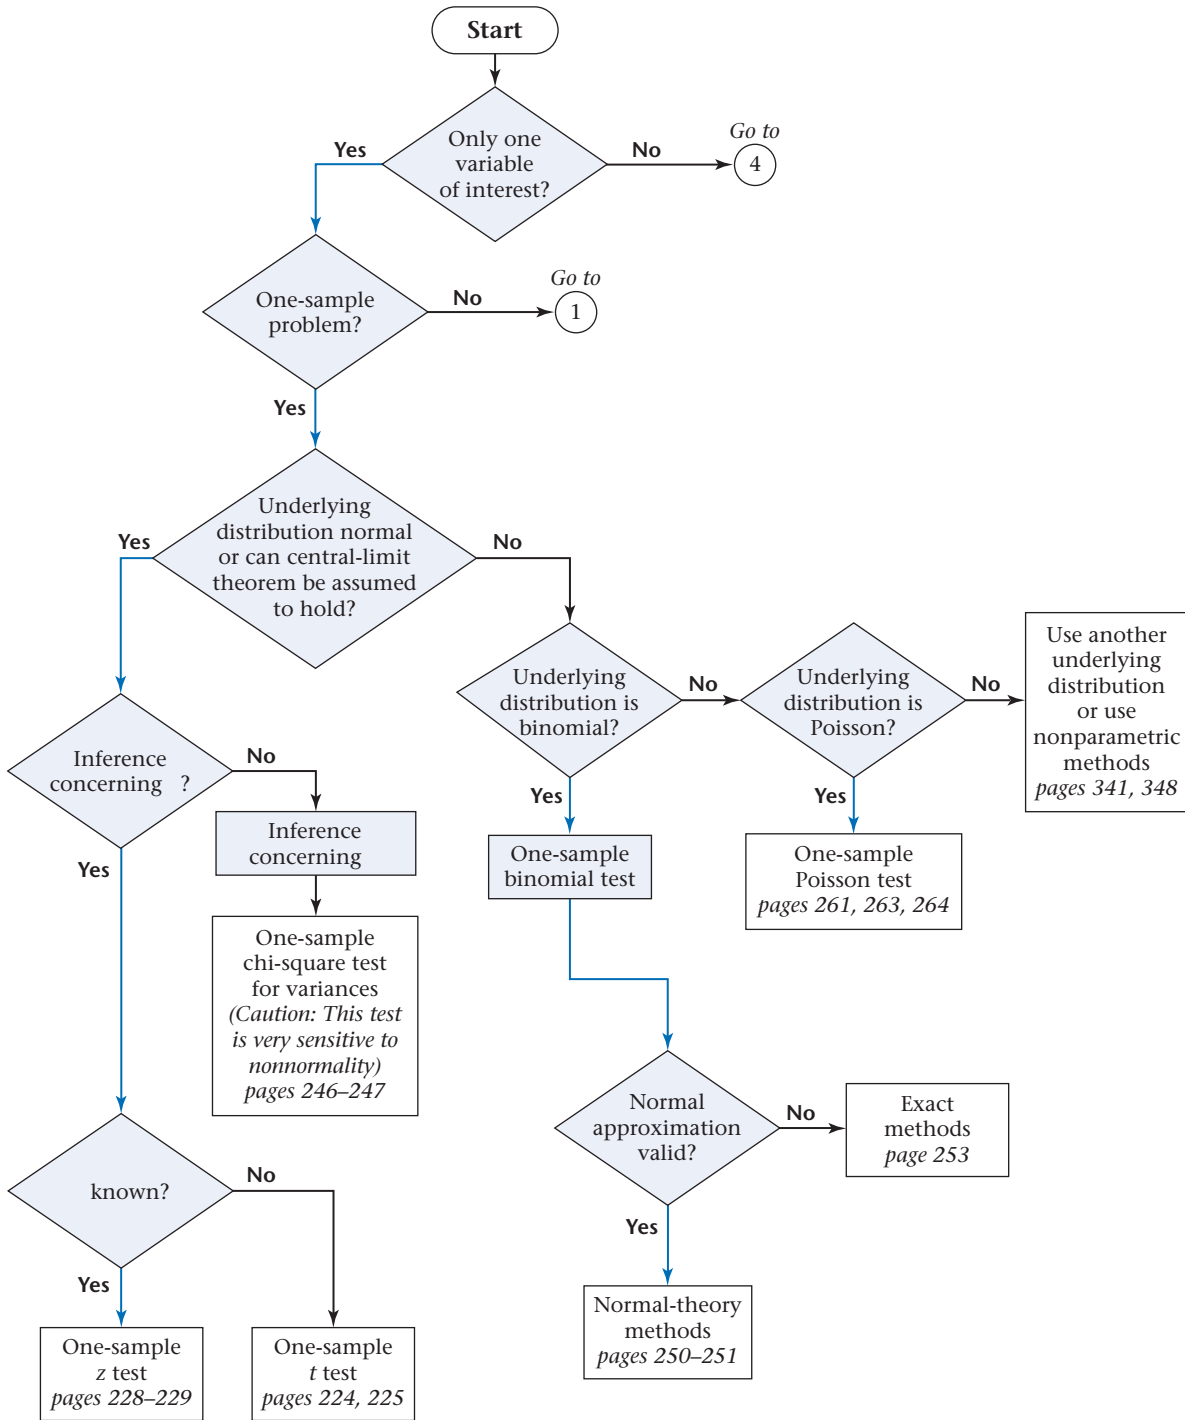 Start
Only one
variable
of interest?
Yes
No
Go to
4
One-sample
problem?
No
Go to
1
Yes
Underlying
distribution normal
or can central-limit
theorem be assumed
to hold?
Yes
No
Underlying
distribution is
binomial?
No
Underlying
distribution is
Poisson?
No
Use another
underlying
distribution
or use
nonparametric
methods
pages 341, 348
Inference
concerning ?
No
Inference
concerning
One-sample
chi-square test
for variances
(Caution: This test
is very sensitive to
nonnormality)
pages 246–247
Yes
Yes
One-sample
binomial test
Yes
One-sample
Poisson test
pages 261, 263, 264
Normal
approximation
valid?
No
Exact
methods
page 253
Yes
Normal-theory
methods
pages 250–251
known?
No
Yes
One-sample
z test
pages 228–229
One-sample
t test
pages 224, 225